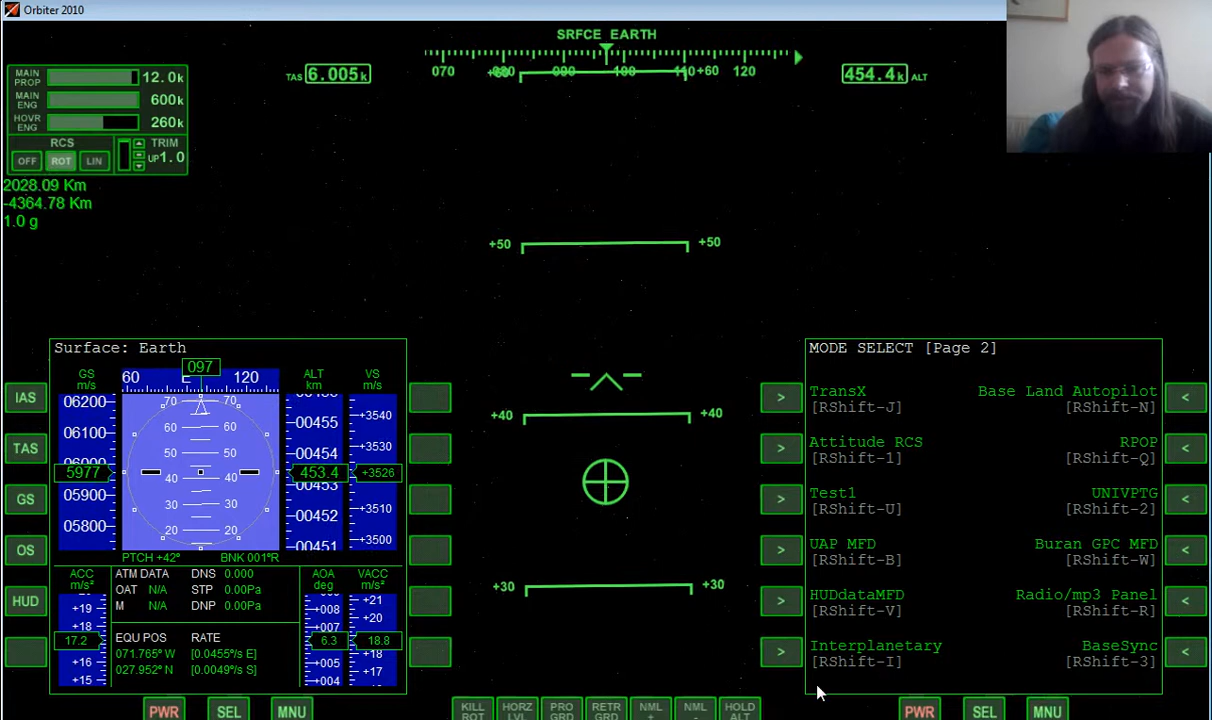 Orbiter 2010
SRFCE EARTH
MAIN PROP 12.0k
MAIN ENG 600k
HOVR ENG 260k
RCS TRIM
OFF ROT LIN UP 1.0
TAS 6.005k
454.4k ALT
070 080 090 100 110 120
+60 +60
2028.09 Km
-4364.78 Km
1.0 g
+50 +50
+40 +40
+30 +30
Surface: Earth
GS m/s
60 097 E 120
ALT km
VS m/s
IAS
TAS
GS
OS
HUD
06200
06100
5977
05900
05800
70 70
60 60
50 50
40 40
30 30
20 20
00455
00454
453.4
00453
00452
00451
+3540
+3530
+3526
+3510
+3500
PTCH +42° BNK 001°R
ACC m/s²
+19
+18
17.2
+16
+15
ATM DATA DNS 0.000
OAT N/A STP 0.00Pa
M N/A DNP 0.00Pa
EQU POS RATE
071.765° W [0.0455°/s E]
027.952° N [0.0049°/s S]
AOA deg
+008
+007
6.3
+005
+004
VACC m/s²
+21
+20
18.8
+18
+17
PWR SEL MNU
KILL ROT
HORZ LVL
PRO GRD
RETR GRD
NML +
NML -
HOLD ALT
MODE SELECT [Page 2]
> TransX Base Land Autopilot <
[RShift-J] [RShift-N]
> Attitude RCS RPOP <
[RShift-1] [RShift-Q]
> Test1 UNIVPTG <
[RShift-U] [RShift-2]
> UAP MFD Buran GPC MFD <
[RShift-B] [RShift-W]
> HUDdataMFD Radio/mp3 Panel <
[RShift-V] [RShift-R]
> Interplanetary BaseSync <
[RShift-I] [RShift-3]
PWR SEL MNU